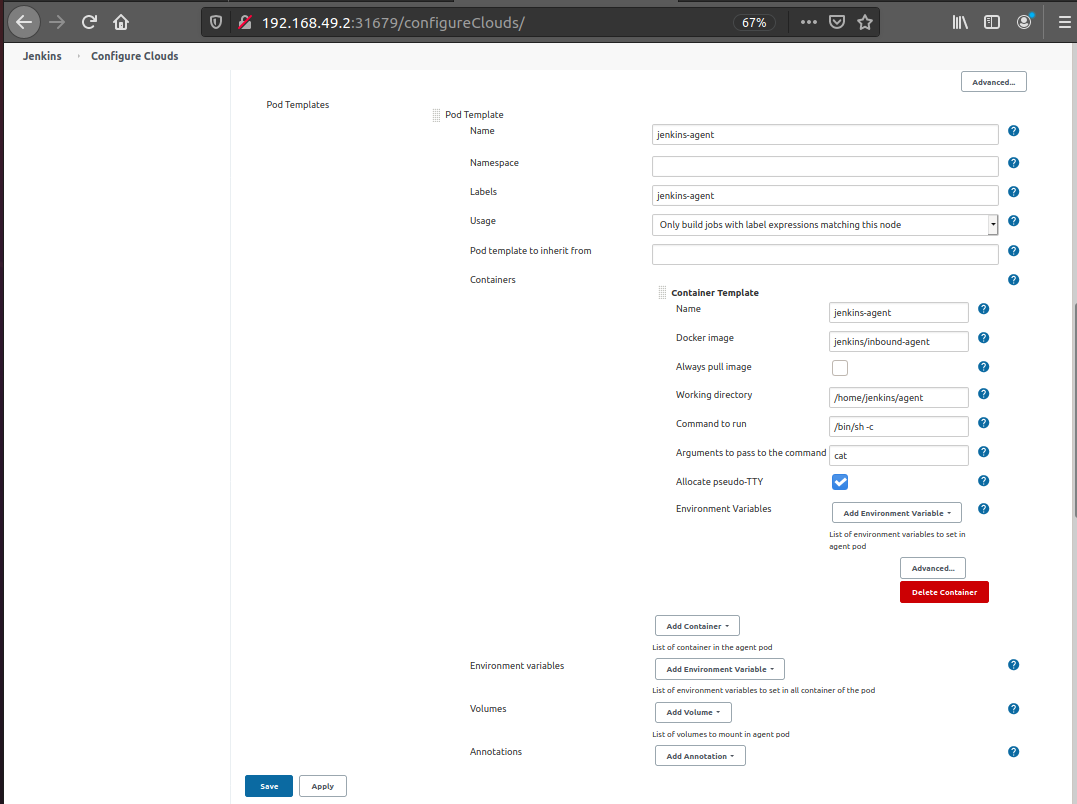 192.168.49.2:31679/configureClouds/ 67%
Jenkins Configure Clouds
Advanced...
Pod Templates
Pod Template
Name jenkins-agent
Namespace
Labels jenkins-agent
Usage Only build jobs with label expressions matching this node
Pod template to inherit from
Containers
Container Template
Name jenkins-agent
Docker image jenkins/inbound-agent
Always pull image
Working directory /home/jenkins/agent
Command to run /bin/sh -c
Arguments to pass to the command cat
Allocate pseudo-TTY
Environment Variables Add Environment Variable
List of environment variables to set in
agent pod
Advanced...
Delete Container
Add Container
List of container in the agent pod
Environment variables Add Environment Variable
List of environment variables to set in all container of the pod
Volumes Add Volume
List of volumes to mount in agent pod
Annotations Add Annotation
Save Apply